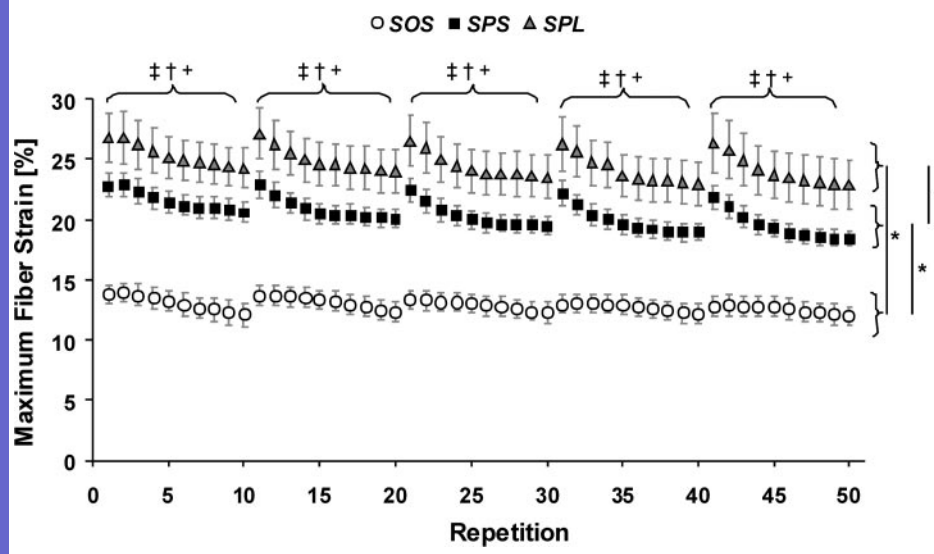 SOS SPS SPL
‡ † + ‡ † + ‡ † + ‡ † + ‡ † +
Maximum Fiber Strain [%]
30
25
20
15
10
5
0
* *
0 5 10 15 20 25 30 35 40 45 50
Repetition